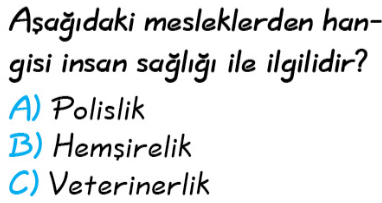 Aşağıdaki mesleklerden han-
gisi insan sağlığı ile ilgilidir?
A) Polislik
B) Hemşirelik
C) Veterinerlik